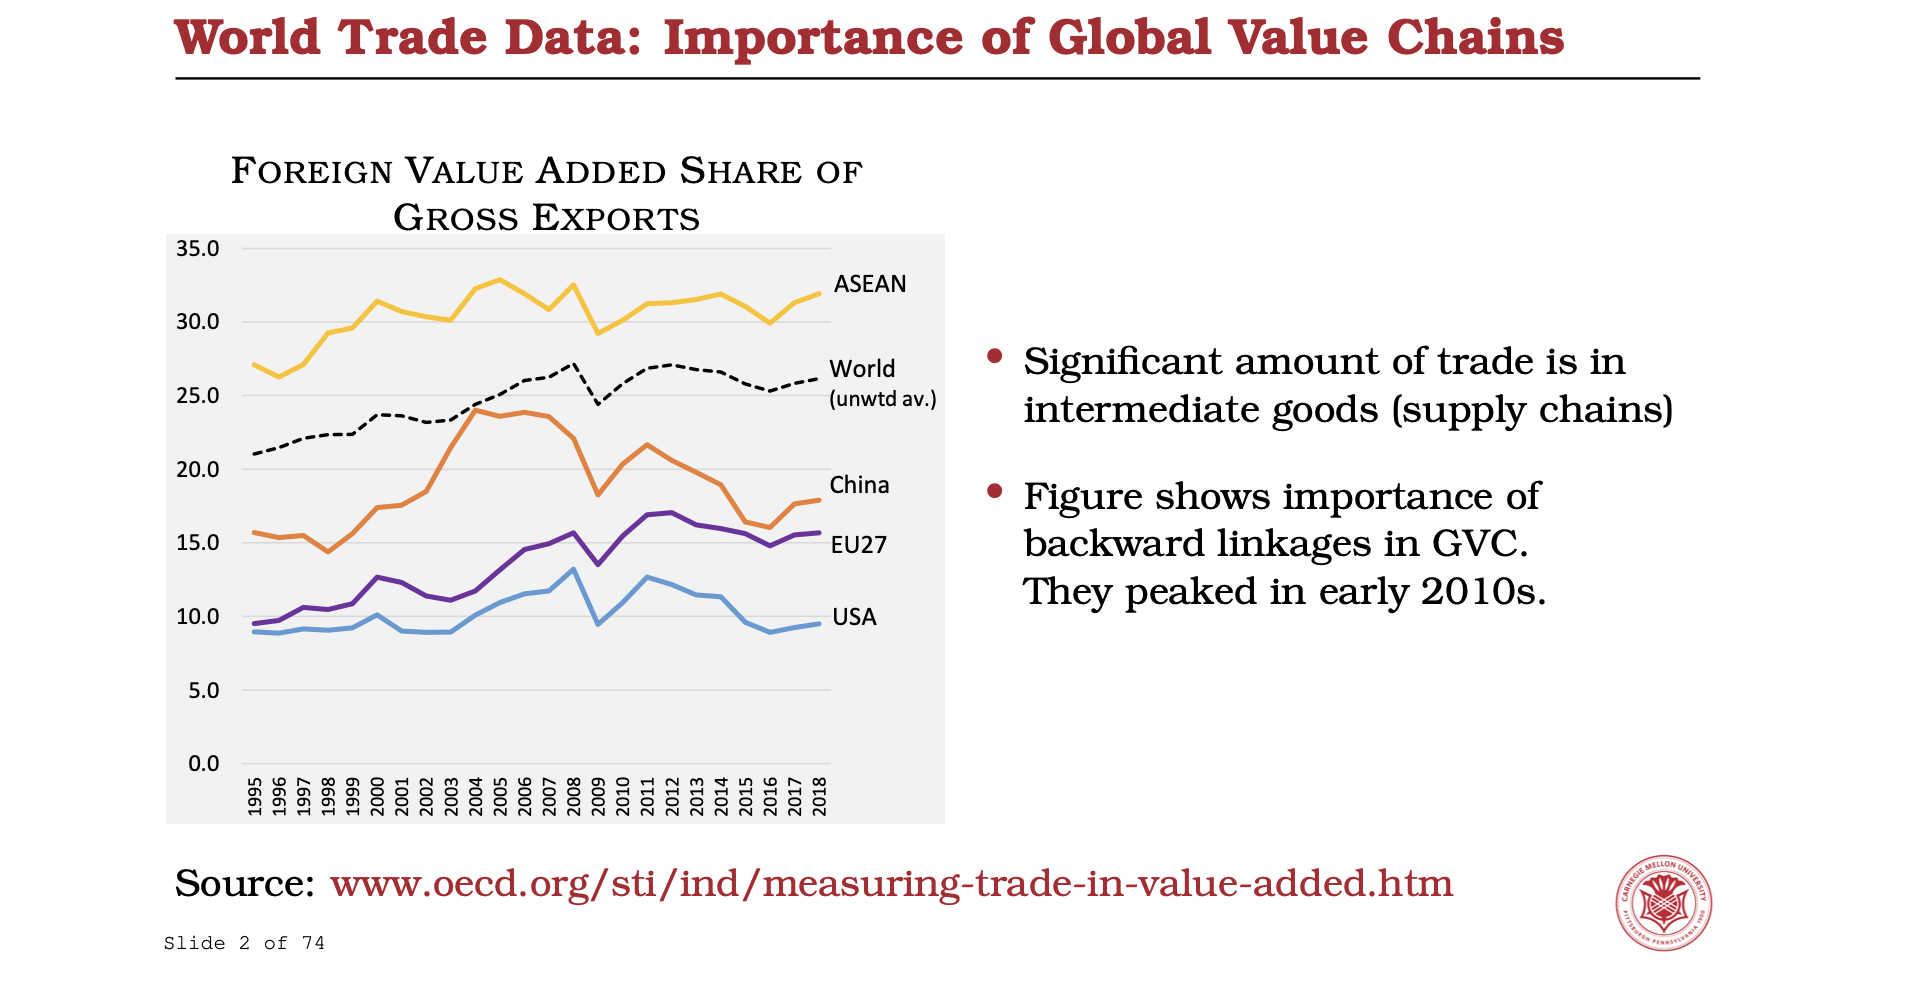 World Trade Data: Importance of Global Value Chains
FOREIGN VALUE ADDED SHARE OF
GROSS EXPORTS
35.0
30.0
25.0
20.0
15.0
10.0
5.0
0.0
ASEAN
World
(unwtd av.)
China
EU27
USA
1995
1996
1997
1998
1999
2000
2001
2002
2003
2004
2005
2006
2007
2008
2009
2010
2011
2012
2013
2014
2015
2016
2017
2018
• Significant amount of trade is in
intermediate goods (supply chains)
• Figure shows importance of
backward linkages in GVC.
They peaked in early 2010s.
Source: www.oecd.org/sti/ind/measuring-trade-in-value-added.htm
CARNEGIE MELLON UNIVERSITY
PITTSBURGH PENNSYLVANIA 1900
Slide 2 of 74